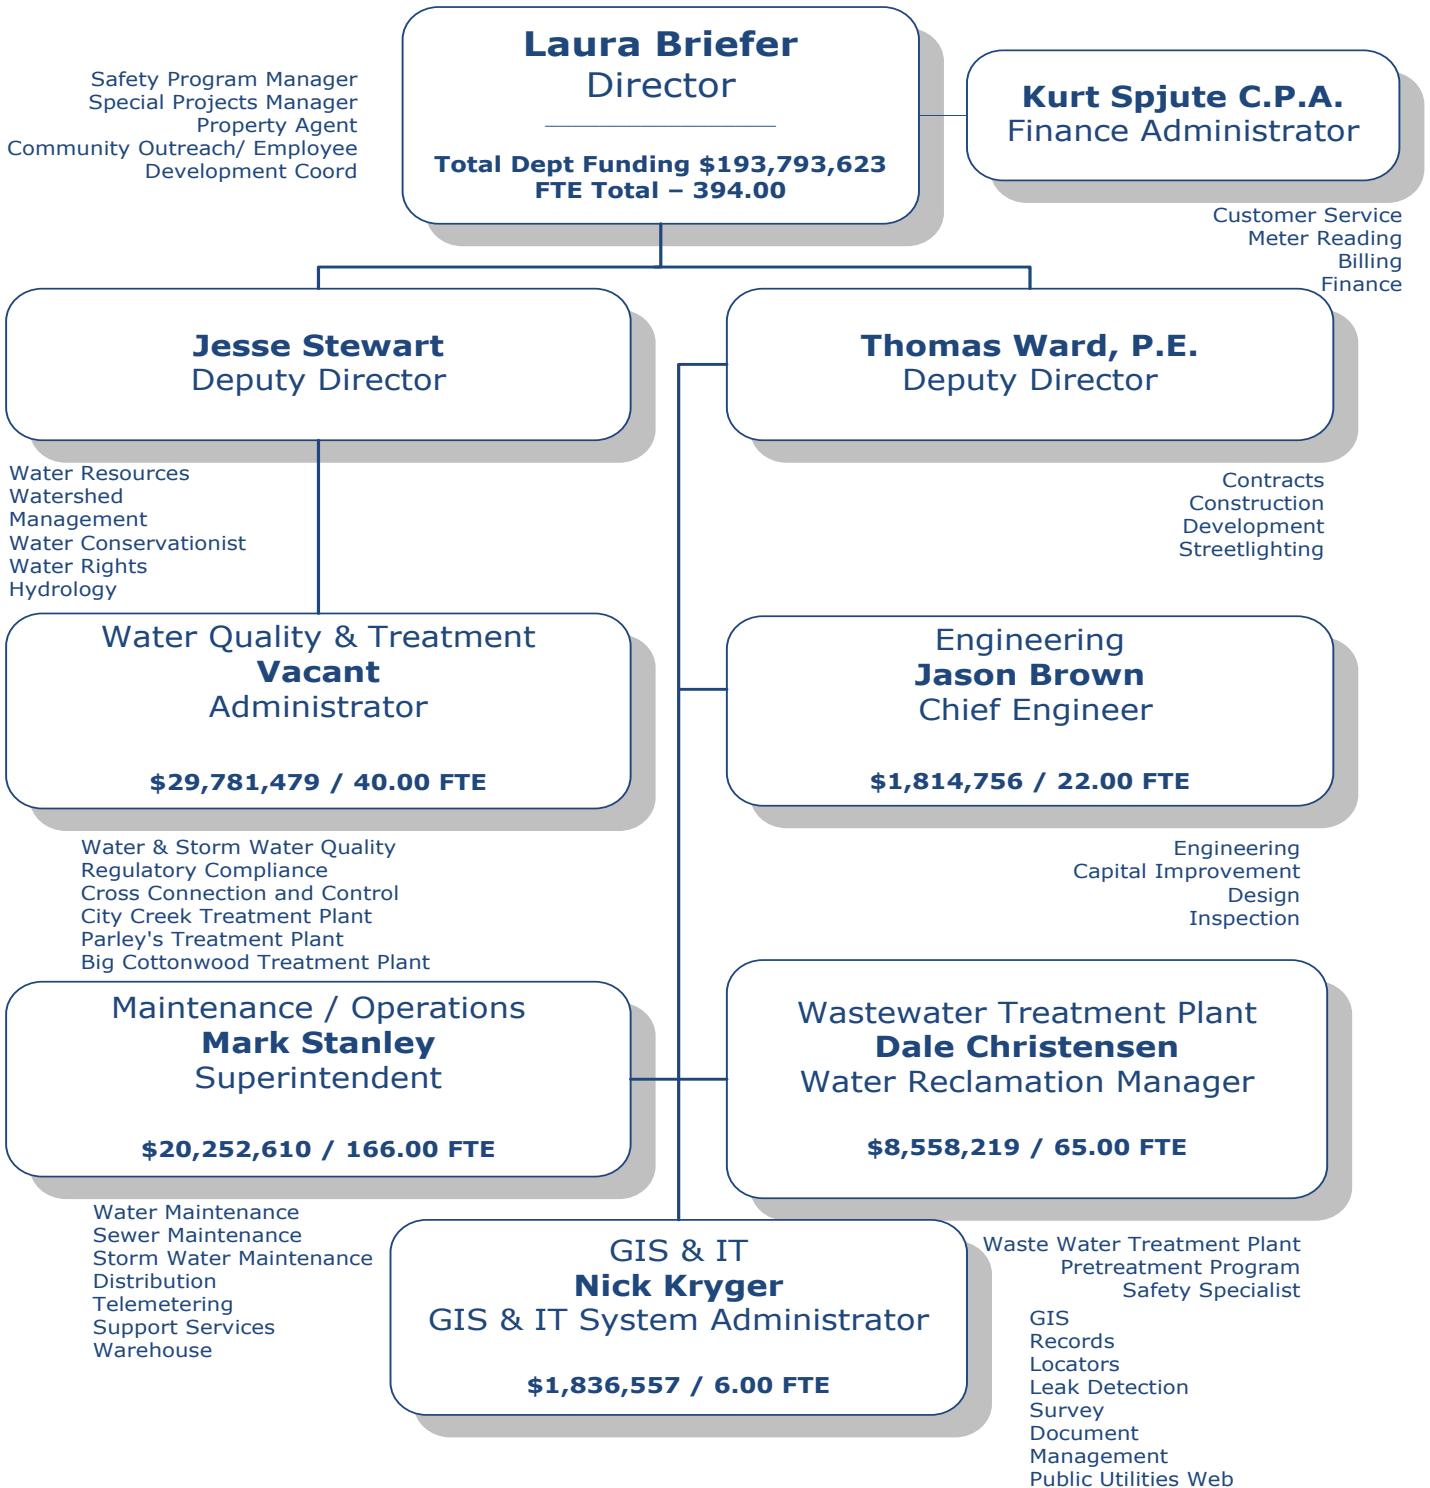 Laura Briefer
Director
Total Dept Funding $193,793,623
FTE Total – 394.00
Safety Program Manager
Special Projects Manager
Property Agent
Community Outreach/ Employee
Development Coord
Kurt Spjute C.P.A.
Finance Administrator
Customer Service
Meter Reading
Billing
Finance
Jesse Stewart
Deputy Director
Thomas Ward, P.E.
Deputy Director
Water Resources
Watershed
Management
Water Conservationist
Water Rights
Hydrology
Contracts
Construction
Development
Streetlighting
Water Quality & Treatment
Vacant
Administrator
$29,781,479 / 40.00 FTE
Engineering
Jason Brown
Chief Engineer
$1,814,756 / 22.00 FTE
Water & Storm Water Quality
Regulatory Compliance
Cross Connection and Control
City Creek Treatment Plant
Parley's Treatment Plant
Big Cottonwood Treatment Plant
Engineering
Capital Improvement
Design
Inspection
Maintenance / Operations
Mark Stanley
Superintendent
$20,252,610 / 166.00 FTE
Wastewater Treatment Plant
Dale Christensen
Water Reclamation Manager
$8,558,219 / 65.00 FTE
Water Maintenance
Sewer Maintenance
Storm Water Maintenance
Distribution
Telemetering
Support Services
Warehouse
GIS & IT
Nick Kryger
GIS & IT System Administrator
$1,836,557 / 6.00 FTE
Waste Water Treatment Plant
Pretreatment Program
Safety Specialist
GIS
Records
Locators
Leak Detection
Survey
Document
Management
Public Utilities Web